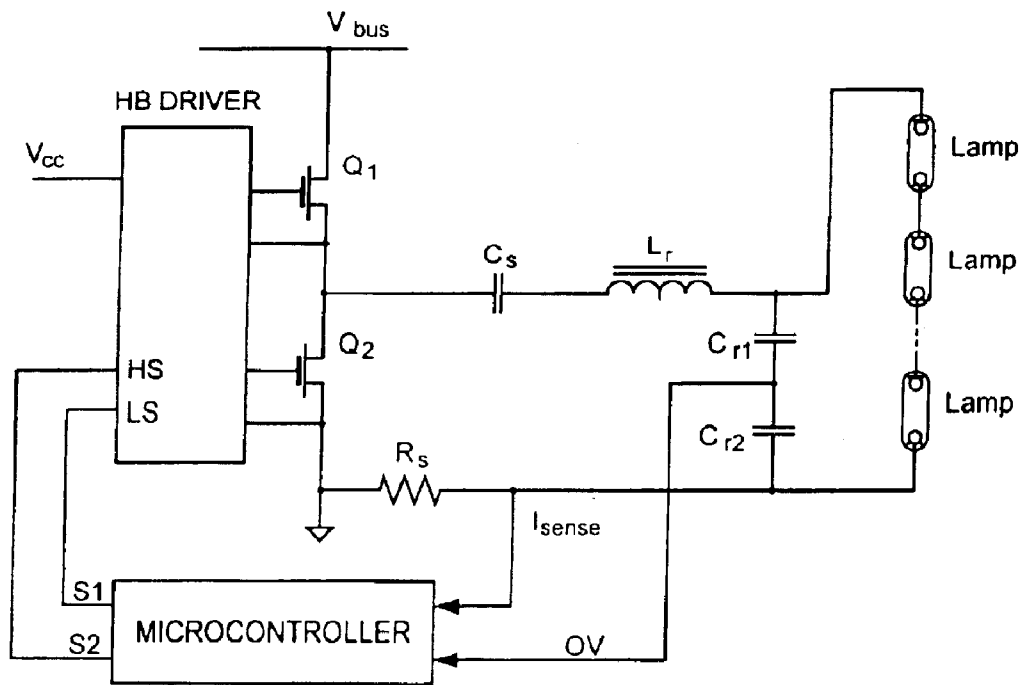 V bus
HB DRIVER
Vcc
Q1
Lamp
Cs
Lr
Lamp
Q2
Cr1
HS
LS
Lamp
Cr2
Rs
Isense
S1
MICROCONTROLLER
S2
OV